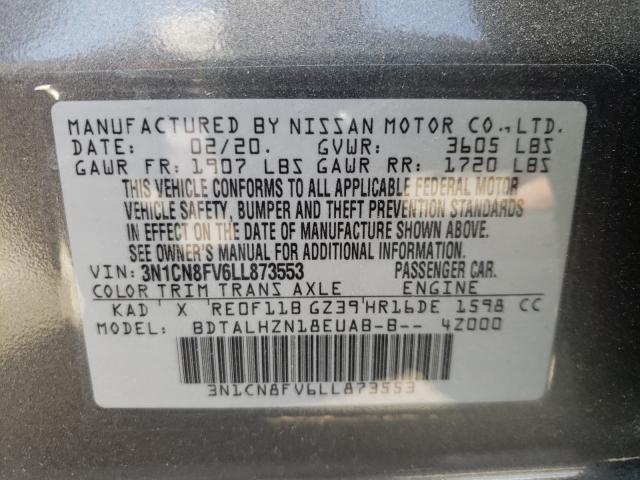 MANUFACTURED BY NISSAN MOTOR CO., LTD.
DATE: 02/20. GVWR: 3605 LBS
GAWR FR: 1907 LBS GAWR RR: 1720 LBS
THIS VEHICLE CONFORMS TO ALL APPLICABLE FEDERAL MOTOR
VEHICLE SAFETY, BUMPER AND THEFT PREVENTION STANDARDS
IN EFFECT ON THE DATE OF MANUFACTURE SHOWN ABOVE.
SEE OWNER'S MANUAL FOR ADDITIONAL INFORMATION.
VIN: 3N1CN8FV6LL873553 PASSENGER CAR.
COLOR TRIM TRANS AXLE ENGINE
KAD X RE0F11B GZ39 HR16DE 1598 CC
MODEL: BDTALHZN18EUAB-B-- 4Z000
3N1CN8FV6LL873553